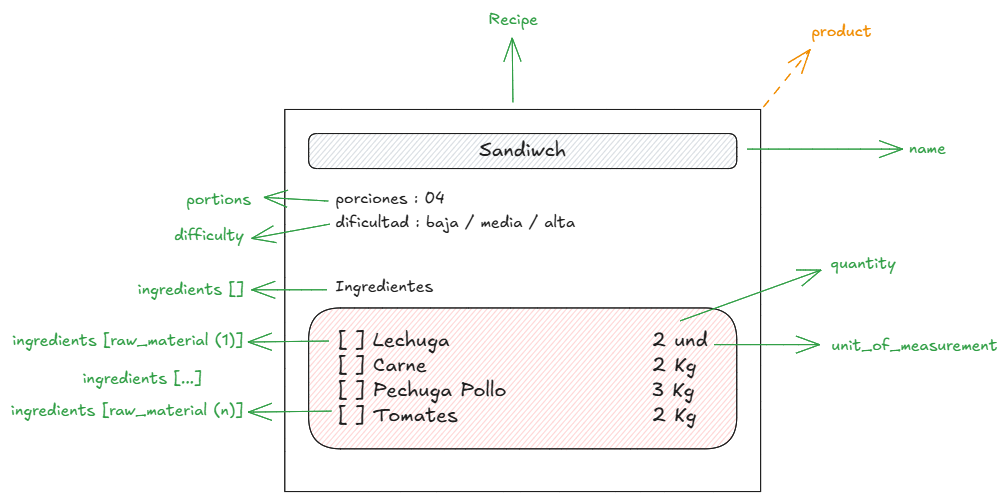 Recipe
product
Sandiwch
name
portions
porciones : 04
difficulty
dificultad : baja / media / alta
quantity
ingredients []
Ingredientes
ingredients [raw_material (1)]
[ ] Lechuga 2 und
unit_of_measurement
[ ] Carne 2 Kg
ingredients [...]
[ ] Pechuga Pollo 3 Kg
ingredients [raw_material (n)]
[ ] Tomates 2 Kg